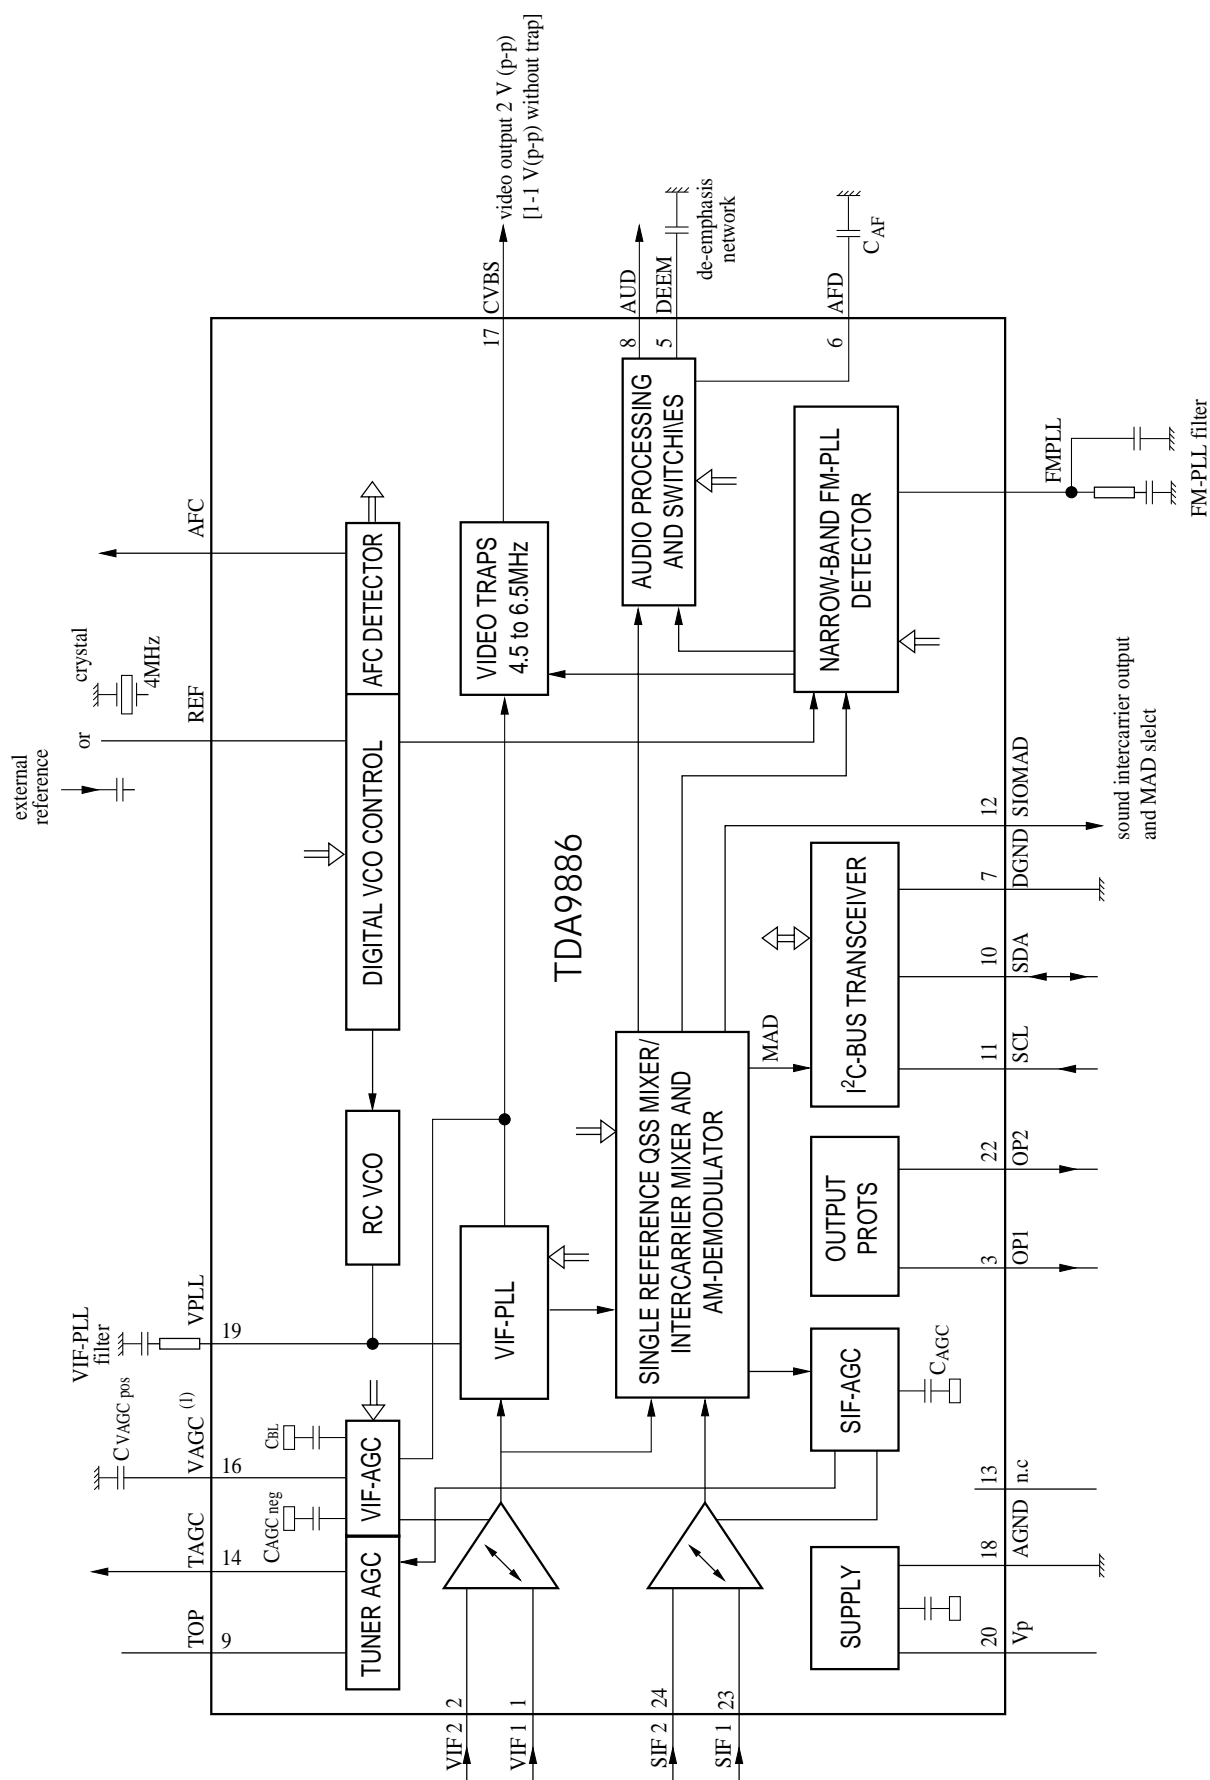 external
reference
or
crystal
4MHz
VIF-PLL
filter
C VAGC pos
TOP
TAGC
VAGC (1)
VPLL
REF
AFC
9
14
16
19
CAGC neg
CBL
TUNER AGC
VIF-AGC
RC VCO
DIGITAL VCO CONTROL
AFC DETECTOR
VIF 2
2
VIF 1
1
VIF-PLL
VIDEO TRAPS
4.5 to 6.5MHz
17
CVBS
video output 2 V (p-p)
[1-1 V(p-p) without trap]
TDA9886
SIF 2
24
SIF 1
23
SINGLE REFERENCE QSS MIXER/
INTERCARRIER MIXER AND
AM-DEMODULATOR
AUDIO PROCESSING
AND SWITCHI\ES
8
AUD
5
DEEM
de-emphasis
network
MAD
6
AFD
CAF
SUPPLY
SIF-AGC
CAGC
OUTPUT
PROTS
I2C-BUS TRANSCEIVER
NARROW-BAND FM-PLL
DETECTOR
20
18
13
3
22
11
10
7
12
Vp
AGND
n.c
OP1
OP2
SCL
SDA
DGND
SIOMAD
FMPLL
sound intercarrier output
and MAD slelct
FM-PLL filter